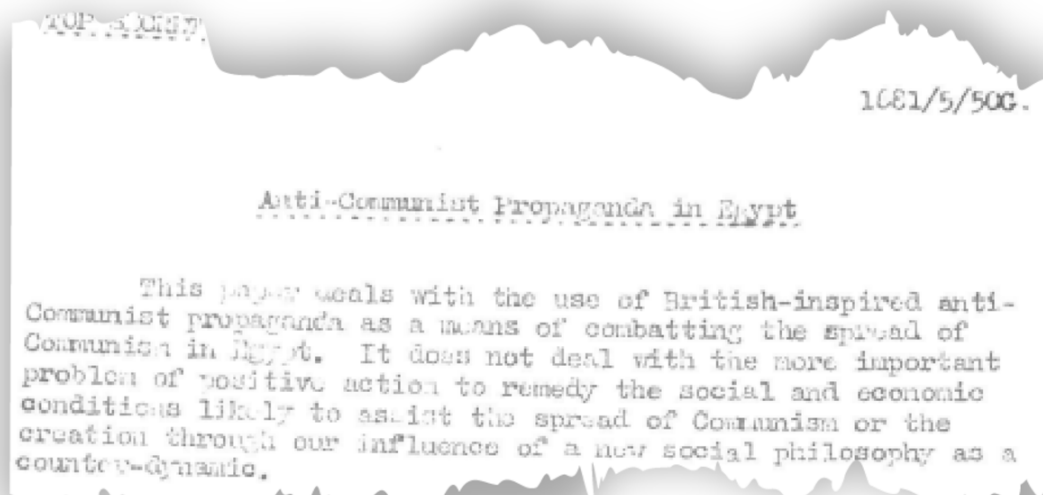 TOP SECRET
1681/5/50G.
Anti-Communist Propaganda in Egypt
This paper deals with the use of British-inspired anti-
Communist propaganda as a means of combatting the spread of
Communism in Egypt. It does not deal with the more important
problem of positive action to remedy the social and economic
conditions likely to assist the spread of Communism or the
creation through our influence of a new social philosophy as a
counter-dynamic.